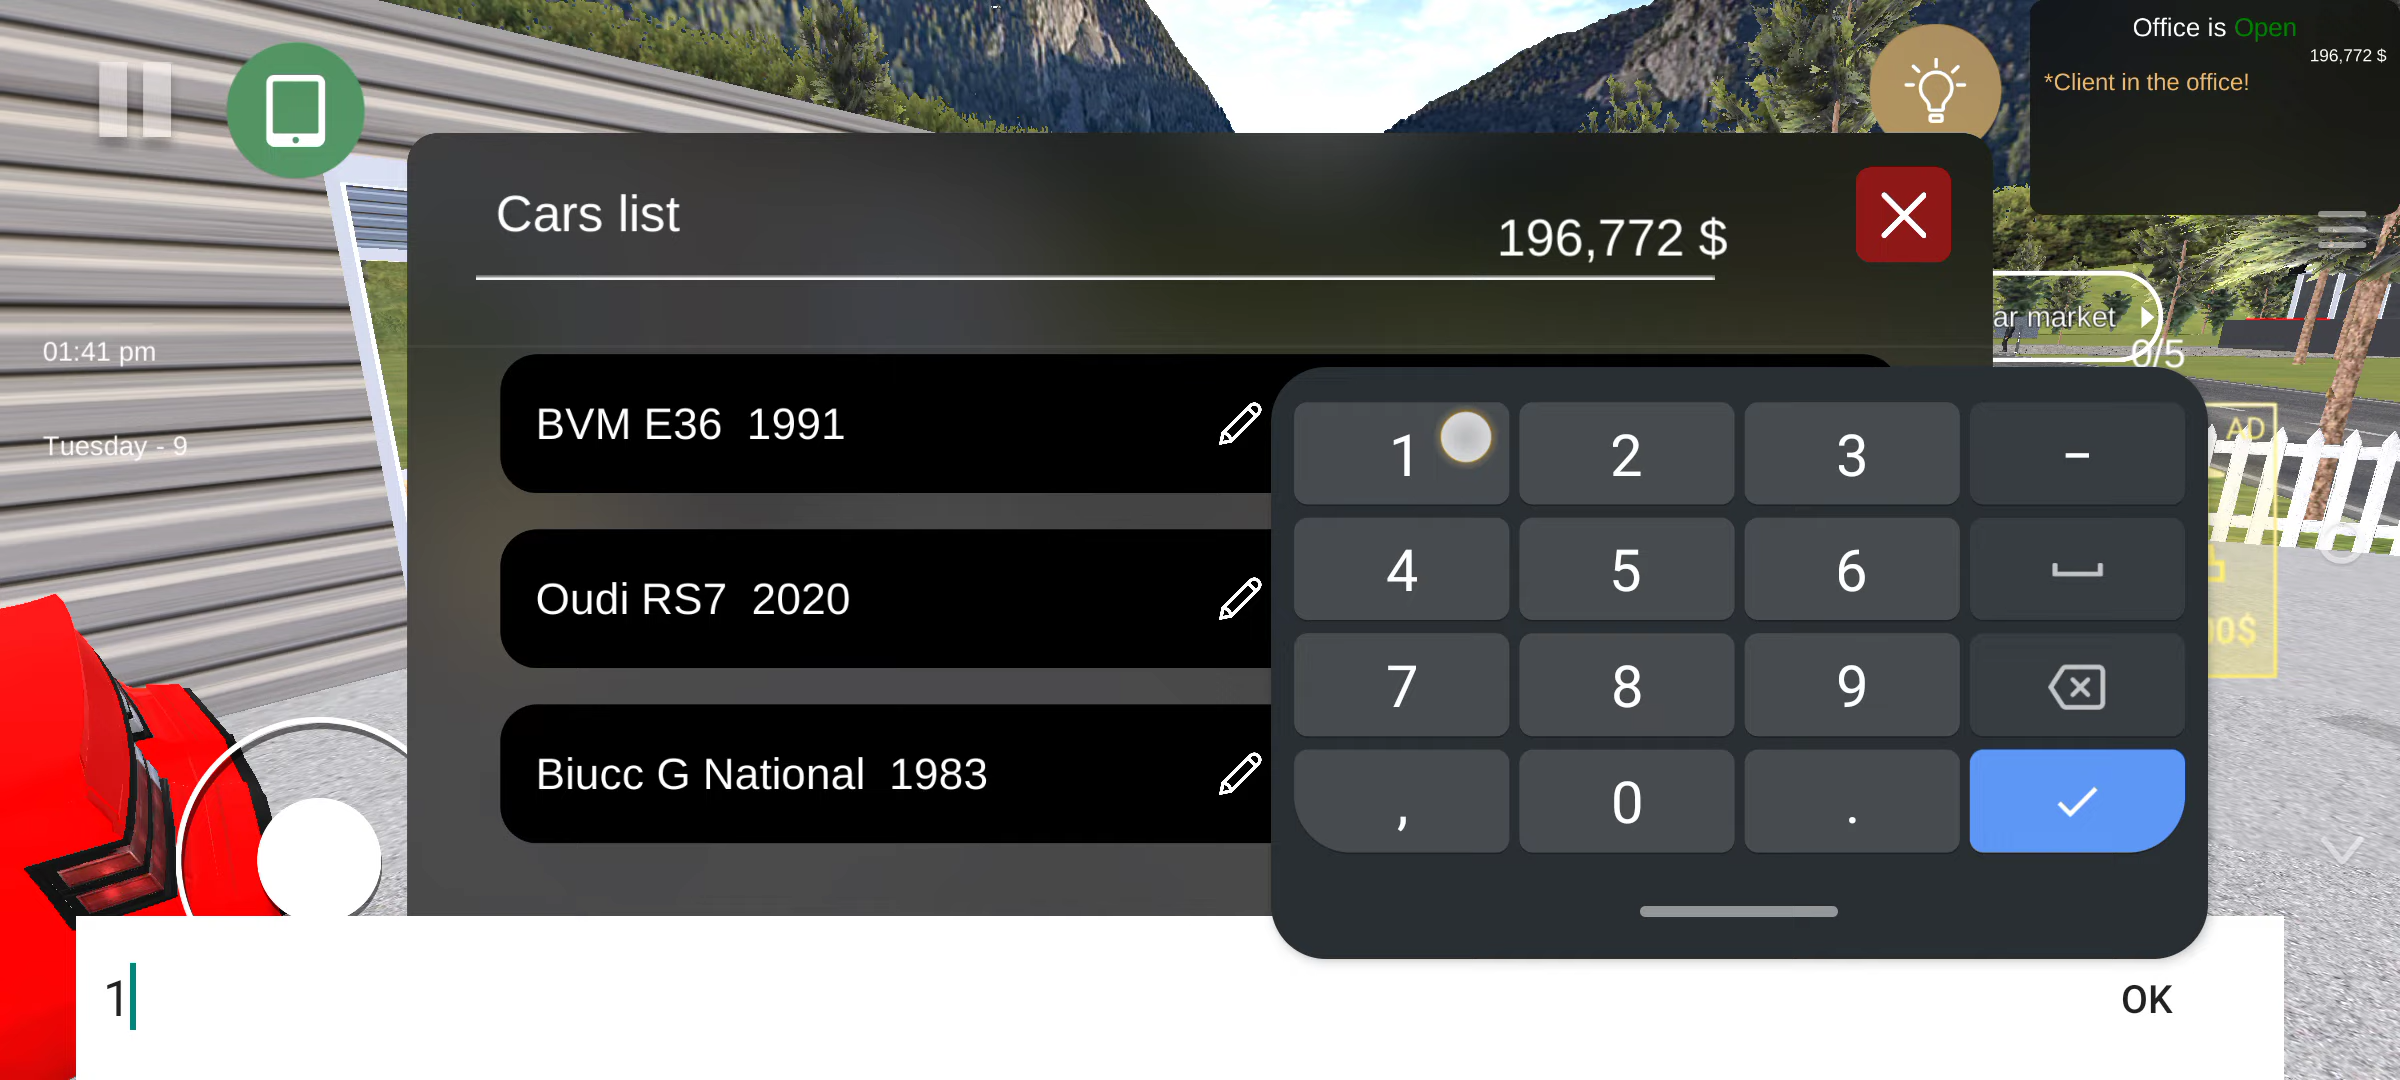 Office is Open
196,772 $
*Client in the office!
Cars list
196,772 $
ar market
0/5
01:41 pm
Tuesday - 9
BVM E36 1991
Oudi RS7 2020
Biucc G National 1983
AD
00$
1 2 3 −
4 5 6
7 8 9
, 0 .
1
OK